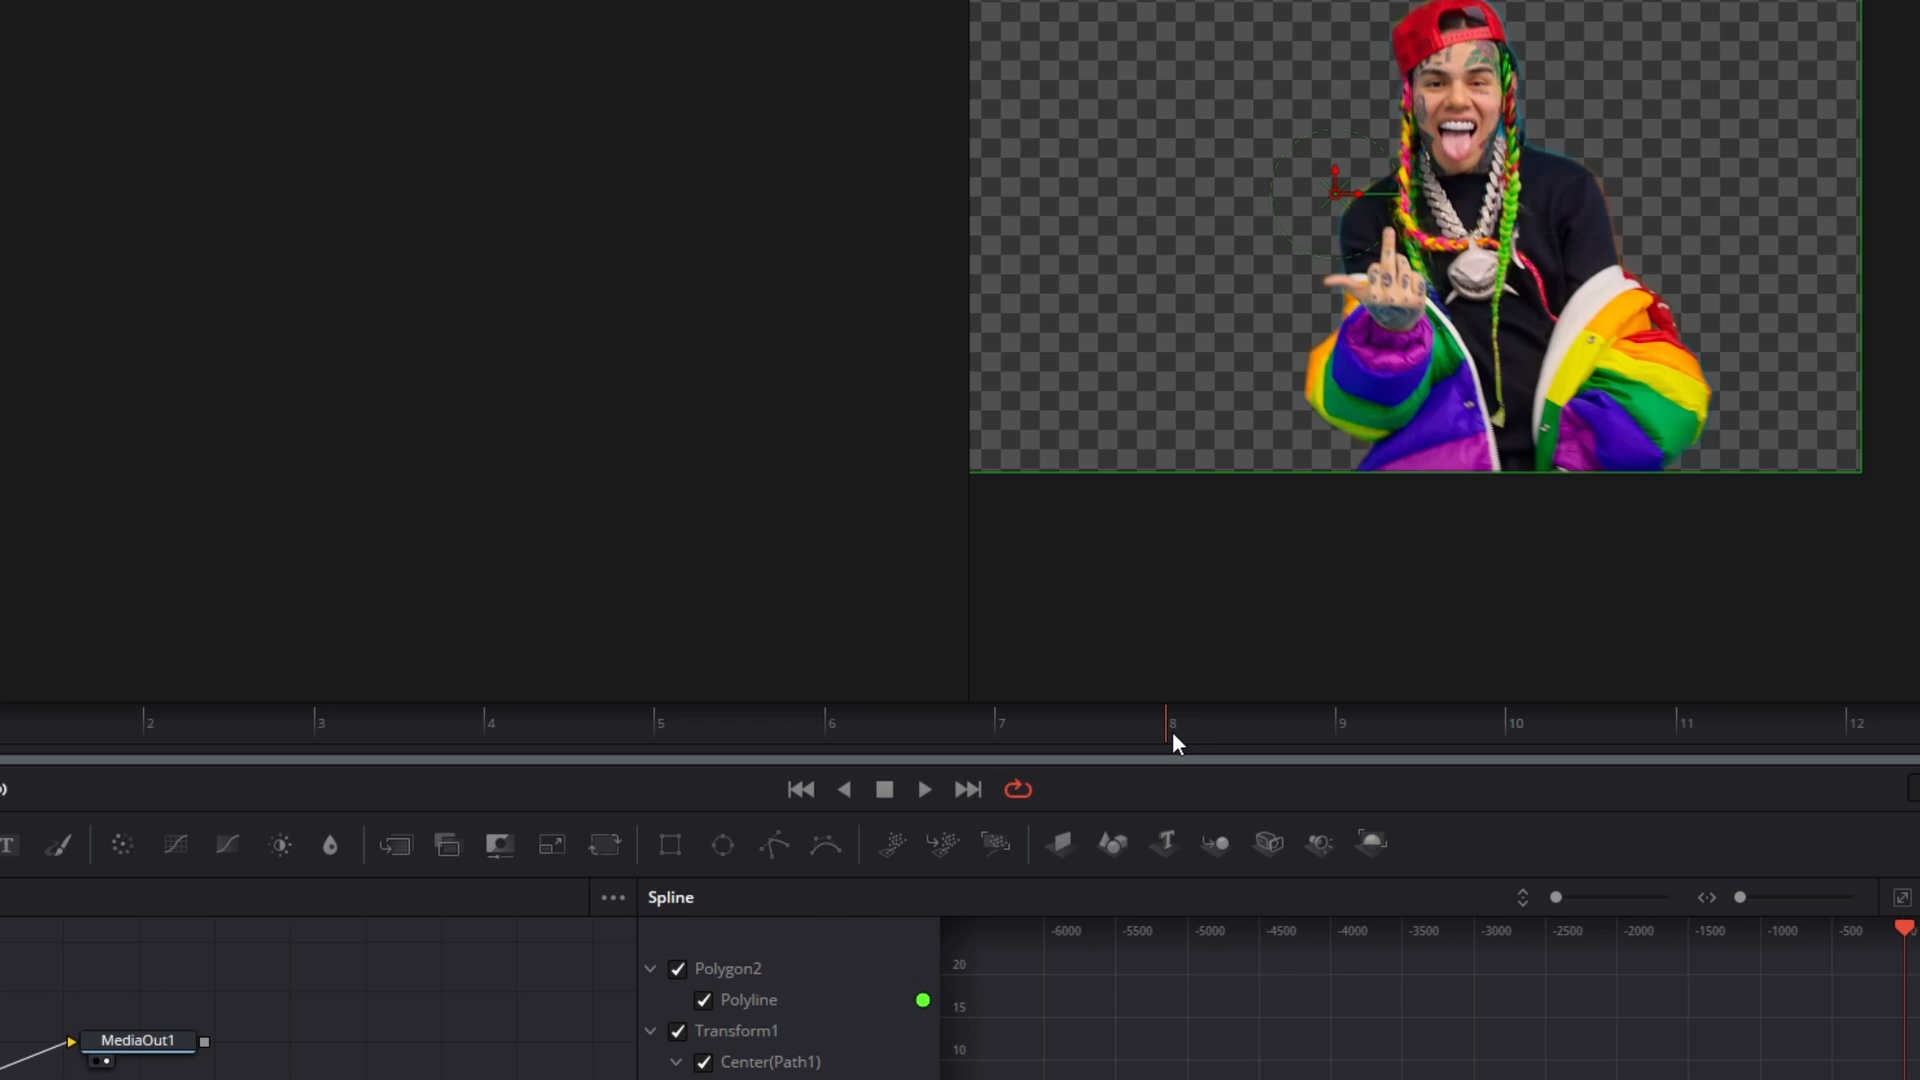 2 3 4 5 6 7 8 9 10 11 12
T
Spline
-6000 -5500 -5000 -4500 -4000 -3500 -3000 -2500 -2000 -1500 -1000 -500
20
15
10
Polygon2
Polyline
Transform1
Center(Path1)
MediaOut1